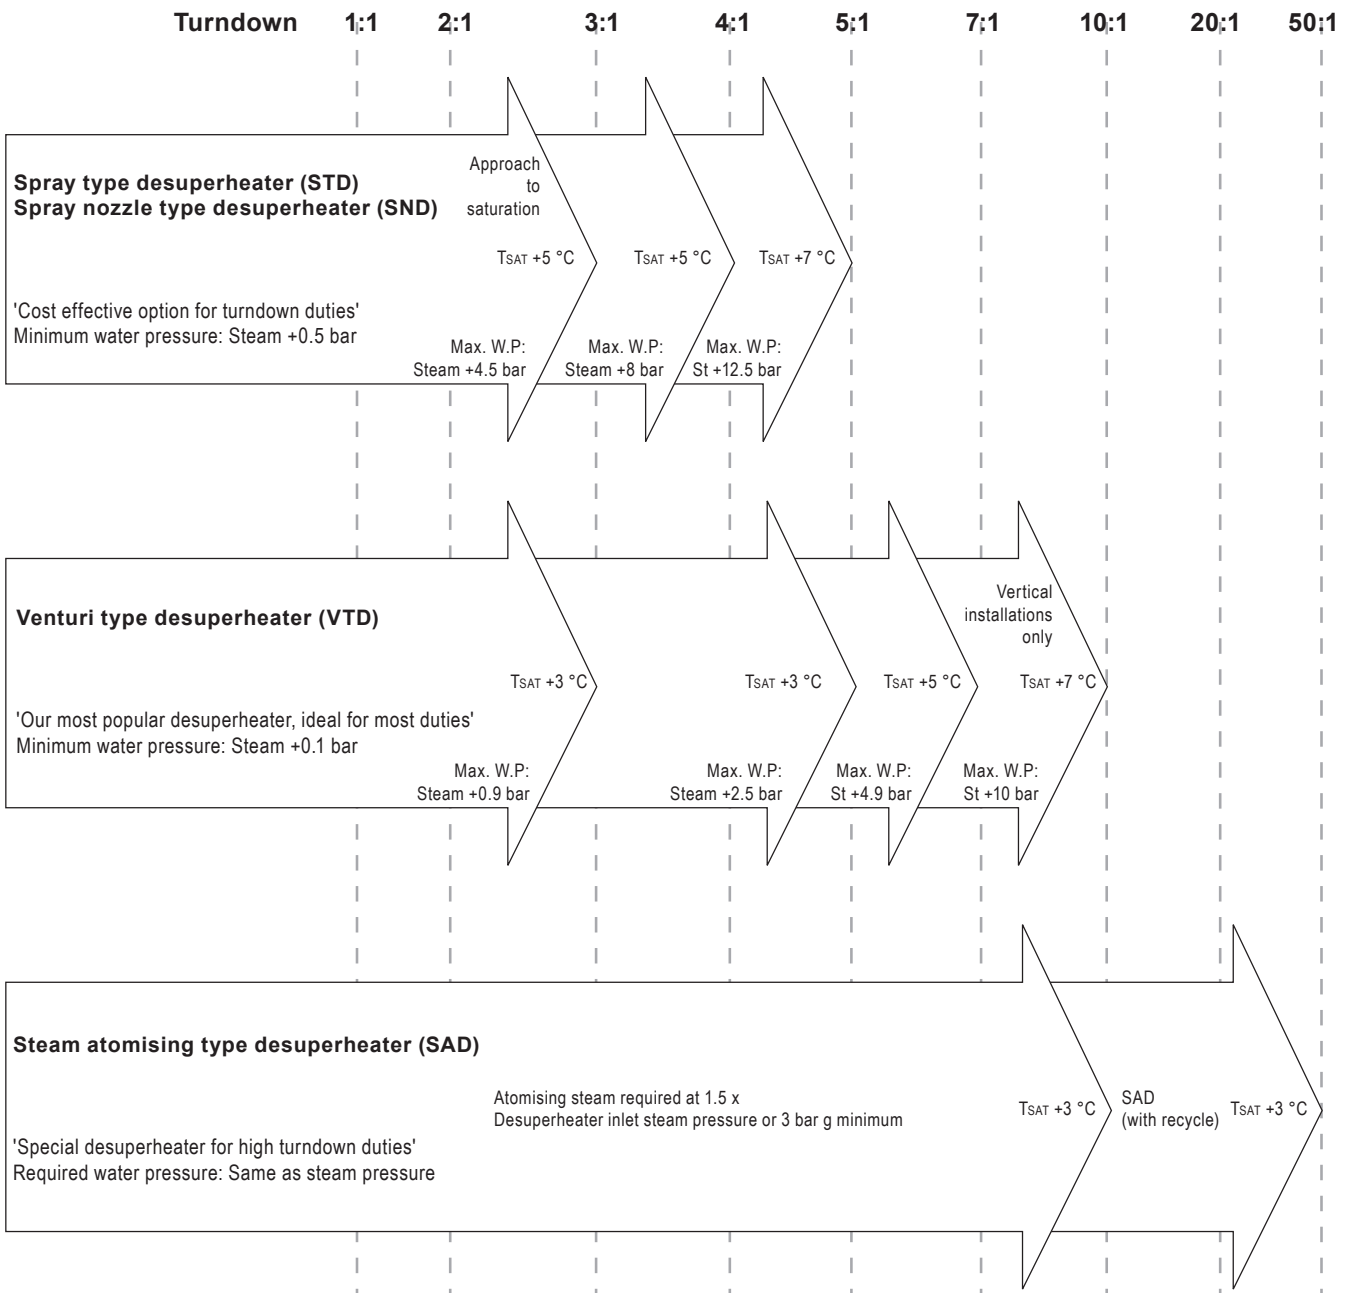 Turndown 1:1 2:1 3:1 4:1 5:1 7:1 10:1 20:1 50:1
Approach
to
saturation
Spray type desuperheater (STD)
Spray nozzle type desuperheater (SND)
TSAT +5 °C TSAT +5 °C TSAT +7 °C
'Cost effective option for turndown duties'
Minimum water pressure: Steam +0.5 bar
Max. W.P: Max. W.P: Max. W.P:
Steam +4.5 bar Steam +8 bar St +12.5 bar
Vertical
installations
only
Venturi type desuperheater (VTD)
TSAT +3 °C TSAT +3 °C TSAT +5 °C TSAT +7 °C
'Our most popular desuperheater, ideal for most duties'
Minimum water pressure: Steam +0.1 bar
Max. W.P: Max. W.P: Max. W.P: Max. W.P:
Steam +0.9 bar Steam +2.5 bar St +4.9 bar St +10 bar
Steam atomising type desuperheater (SAD)
Atomising steam required at 1.5 x
Desuperheater inlet steam pressure or 3 bar g minimum
TSAT +3 °C
SAD
(with recycle)
TSAT +3 °C
'Special desuperheater for high turndown duties'
Required water pressure: Same as steam pressure